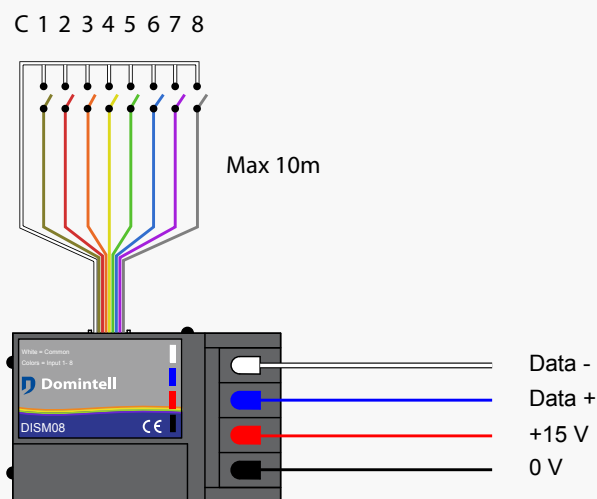 C 1 2 3 4 5 6 7 8
Max 10m
White = Common
Colors = Input 1- 8
Domintell
DISM08 CE
Data -
Data +
+15 V
0 V